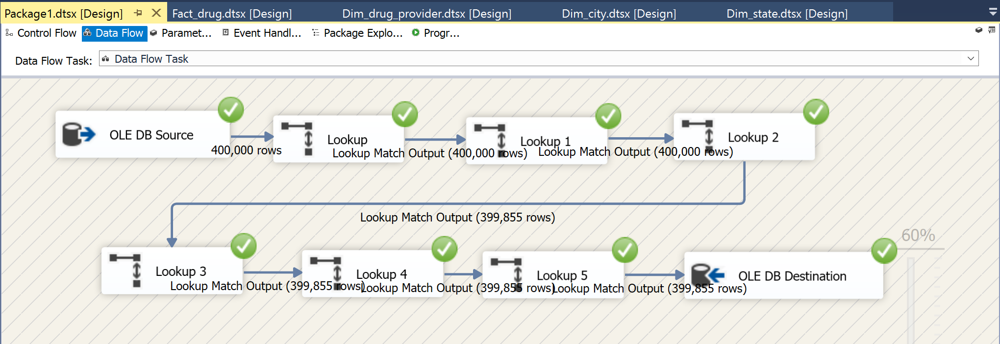 Package1.dtsx [Design]
Fact_drug.dtsx [Design]
Dim_drug_provider.dtsx [Design]
Dim_city.dtsx [Design]
Dim_state.dtsx [Design]
Control Flow
Data Flow
Paramet...
Event Handl...
Package Explo...
Progr...
Data Flow Task:
Data Flow Task
OLE DB Source
400,000 rows
Lookup
Lookup Match Output (400,000 rows)
Lookup 1
Lookup Match Output (400,000 rows)
Lookup 2
Lookup Match Output (399,855 rows)
60%
Lookup 3
Lookup Match Output (399,855 rows)
Lookup 4
Lookup Match Output (399,855 rows)
Lookup 5
Lookup Match Output (399,855 rows)
OLE DB Destination